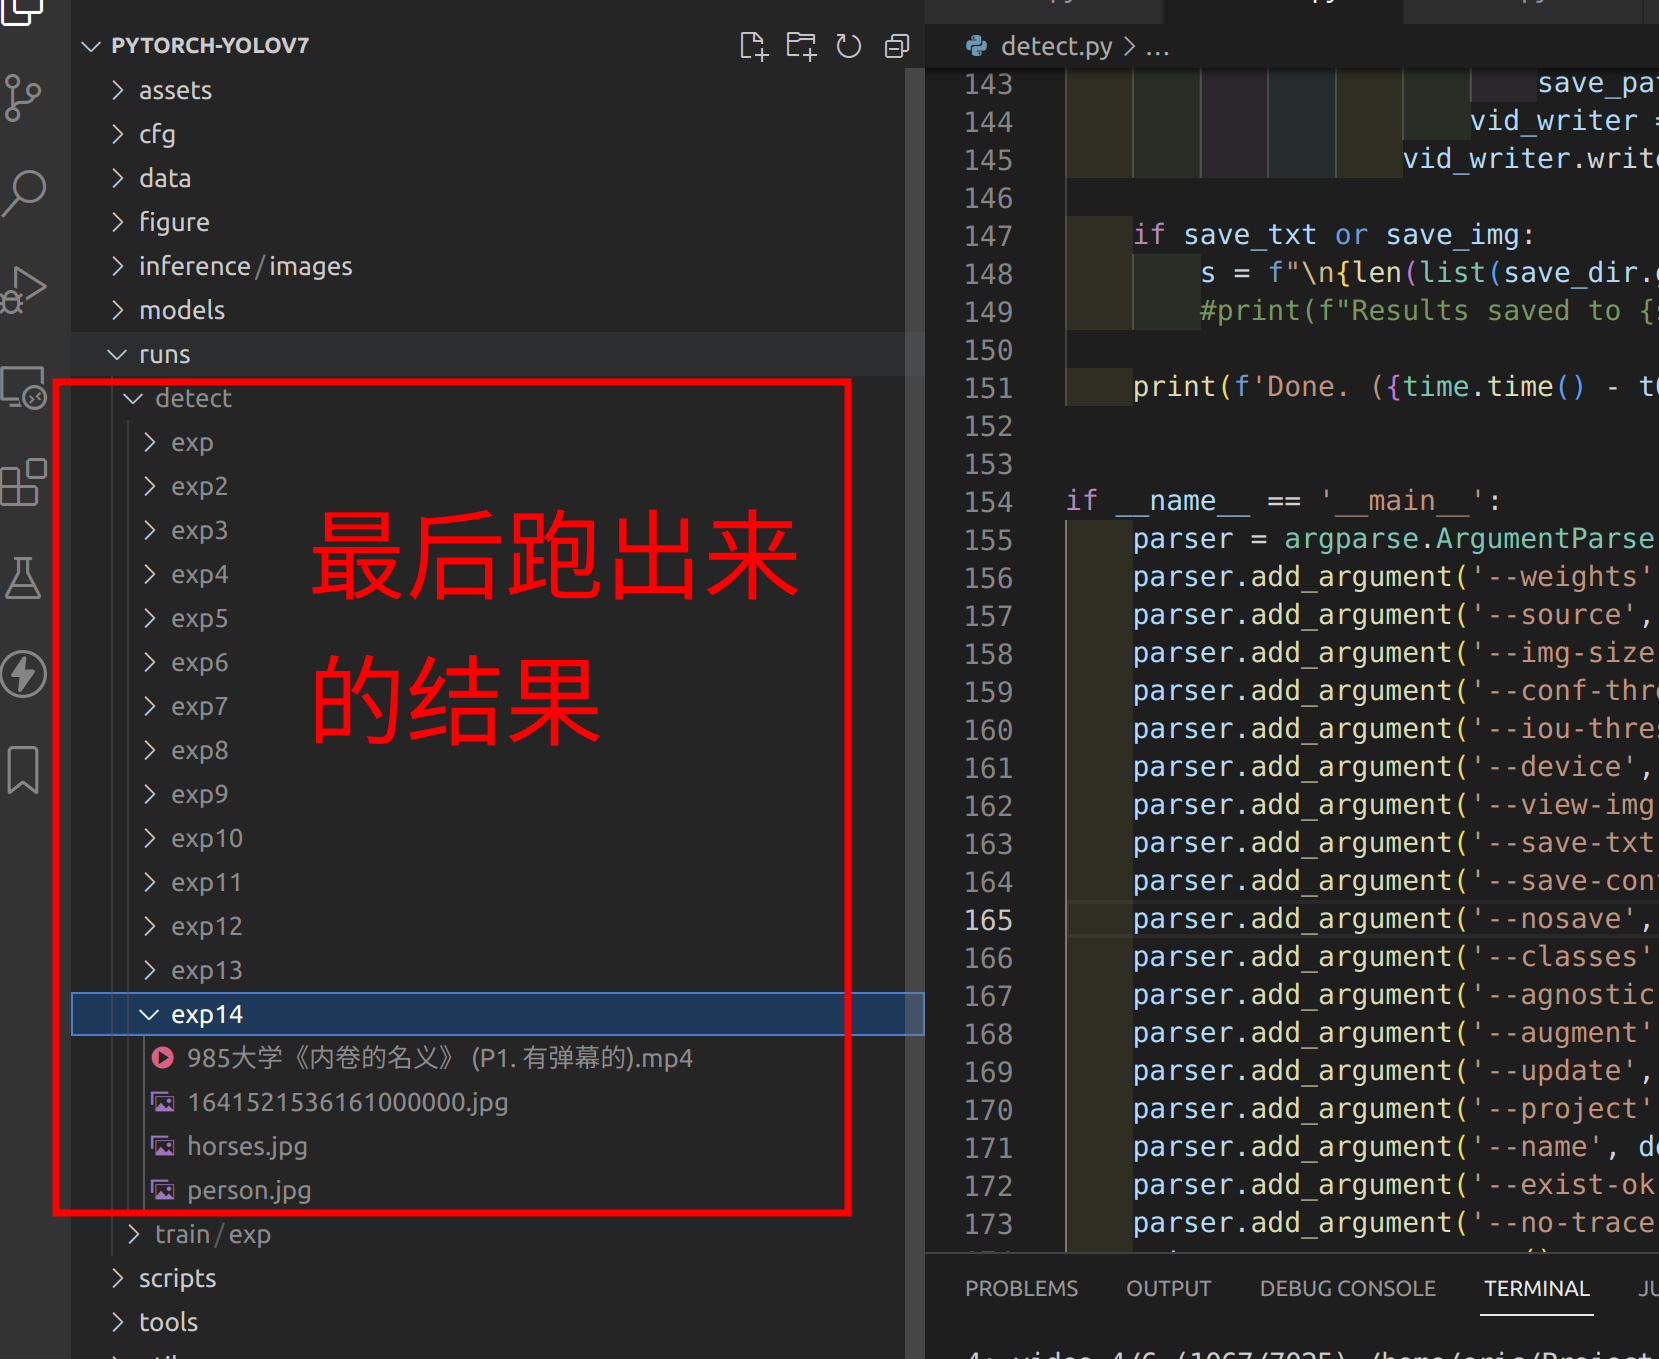 PYTORCH-YOLOV7
assets
cfg
data
figure
inference/images
models
runs
detect
exp
exp2
exp3
exp4
exp5
exp6
exp7
exp8
exp9
exp10
exp11
exp12
exp13
exp14
985大学《内卷的名义》 (P1. 有弹幕的).mp4
1641521536161000000.jpg
horses.jpg
person.jpg
train/exp
scripts
tools
最后跑出来
的结果
detect.py > ...
143 save_pa
144 vid_writer =
145 vid_writer.write
146
147 if save_txt or save_img:
148 s = f"\n{len(list(save_dir.g
149 #print(f"Results saved to {s
150
151 print(f'Done. ({time.time() - t0
152
153
154 if __name__ == '__main__':
155 parser = argparse.ArgumentParser
156 parser.add_argument('--weights'
157 parser.add_argument('--source',
158 parser.add_argument('--img-size
159 parser.add_argument('--conf-thre
160 parser.add_argument('--iou-thres
161 parser.add_argument('--device',
162 parser.add_argument('--view-img
163 parser.add_argument('--save-txt
164 parser.add_argument('--save-conf
165 parser.add_argument('--nosave',
166 parser.add_argument('--classes'
167 parser.add_argument('--agnostic
168 parser.add_argument('--augment'
169 parser.add_argument('--update',
170 parser.add_argument('--project'
171 parser.add_argument('--name', de
172 parser.add_argument('--exist-ok
173 parser.add_argument('--no-trace
PROBLEMS OUTPUT DEBUG CONSOLE TERMINAL JU